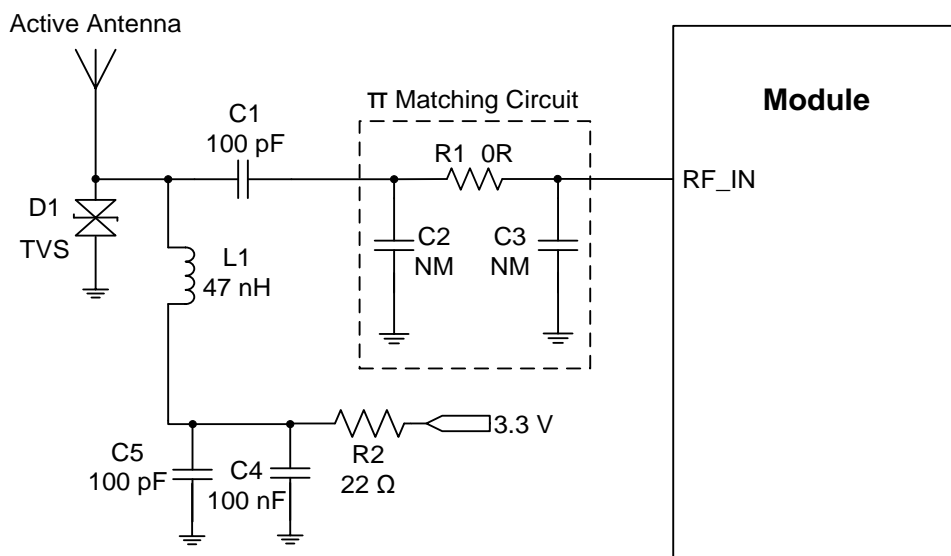 Active Antenna
C1
100 pF
π Matching Circuit
R1 0R
Module
RF_IN
D1
TVS
C2
NM
C3
NM
L1
47 nH
3.3 V
R2
22 Ω
C5
100 pF
C4
100 nF